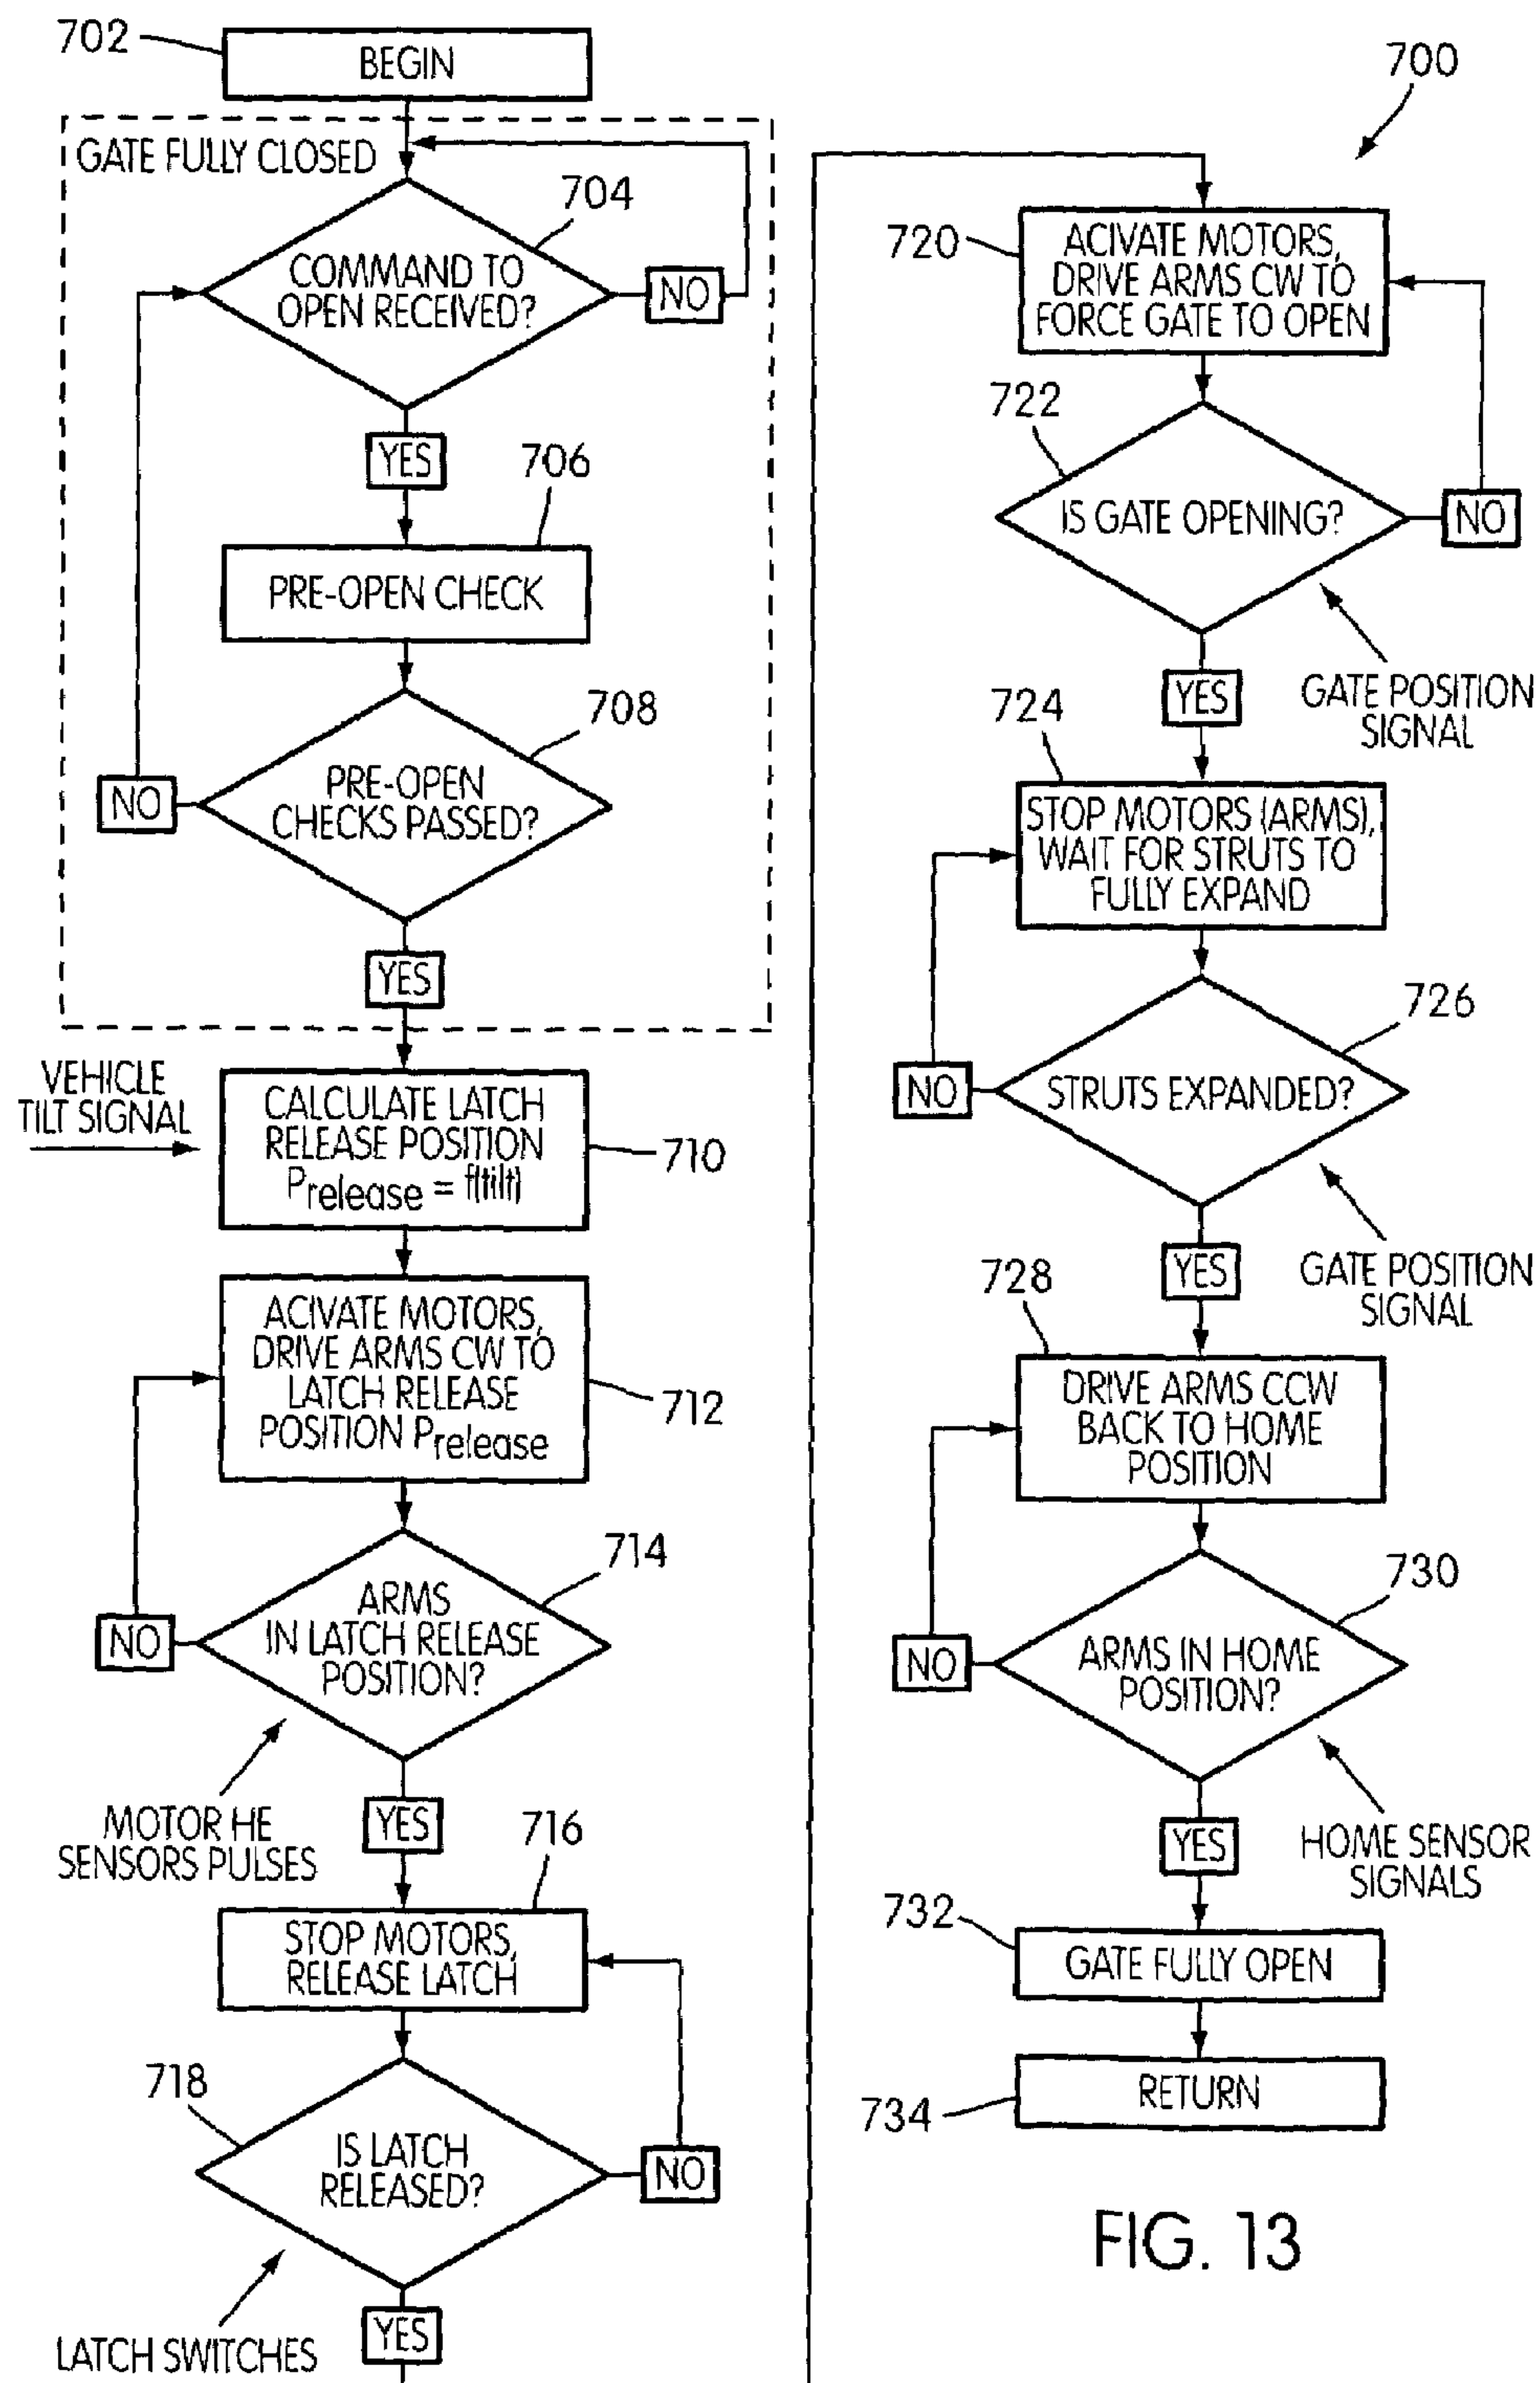 702
BEGIN
GATE FULLY CLOSED
704
COMMAND TO
OPEN RECEIVED?
NO
YES
706
PRE-OPEN CHECK
708
PRE-OPEN
CHECKS PASSED?
NO
YES
VEHICLE
TILT SIGNAL
CALCULATE LATCH
RELEASE POSITION
Prelease = f(tilt)
710
ACIVATE MOTORS,
DRIVE ARMS CW TO
LATCH RELEASE
POSITION Prelease
712
714
ARMS
IN LATCH RELEASE
POSITION?
NO
MOTOR HE
SENSORS PULSES
YES
716
STOP MOTORS,
RELEASE LATCH
718
IS LATCH
RELEASED?
NO
LATCH SWITCHES
YES
700
720
ACIVATE MOTORS,
DRIVE ARMS CW TO
FORCE GATE TO OPEN
722
IS GATE OPENING?
NO
YES
GATE POSITION
SIGNAL
724
STOP MOTORS (ARMS),
WAIT FOR STRUTS TO
FULLY EXPAND
726
STRUTS EXPANDED?
NO
YES
GATE POSITION
SIGNAL
728
DRIVE ARMS CCW
BACK TO HOME
POSITION
730
ARMS IN HOME
POSITION?
NO
YES
HOME SENSOR
SIGNALS
732
GATE FULLY OPEN
734
RETURN
FIG. 13